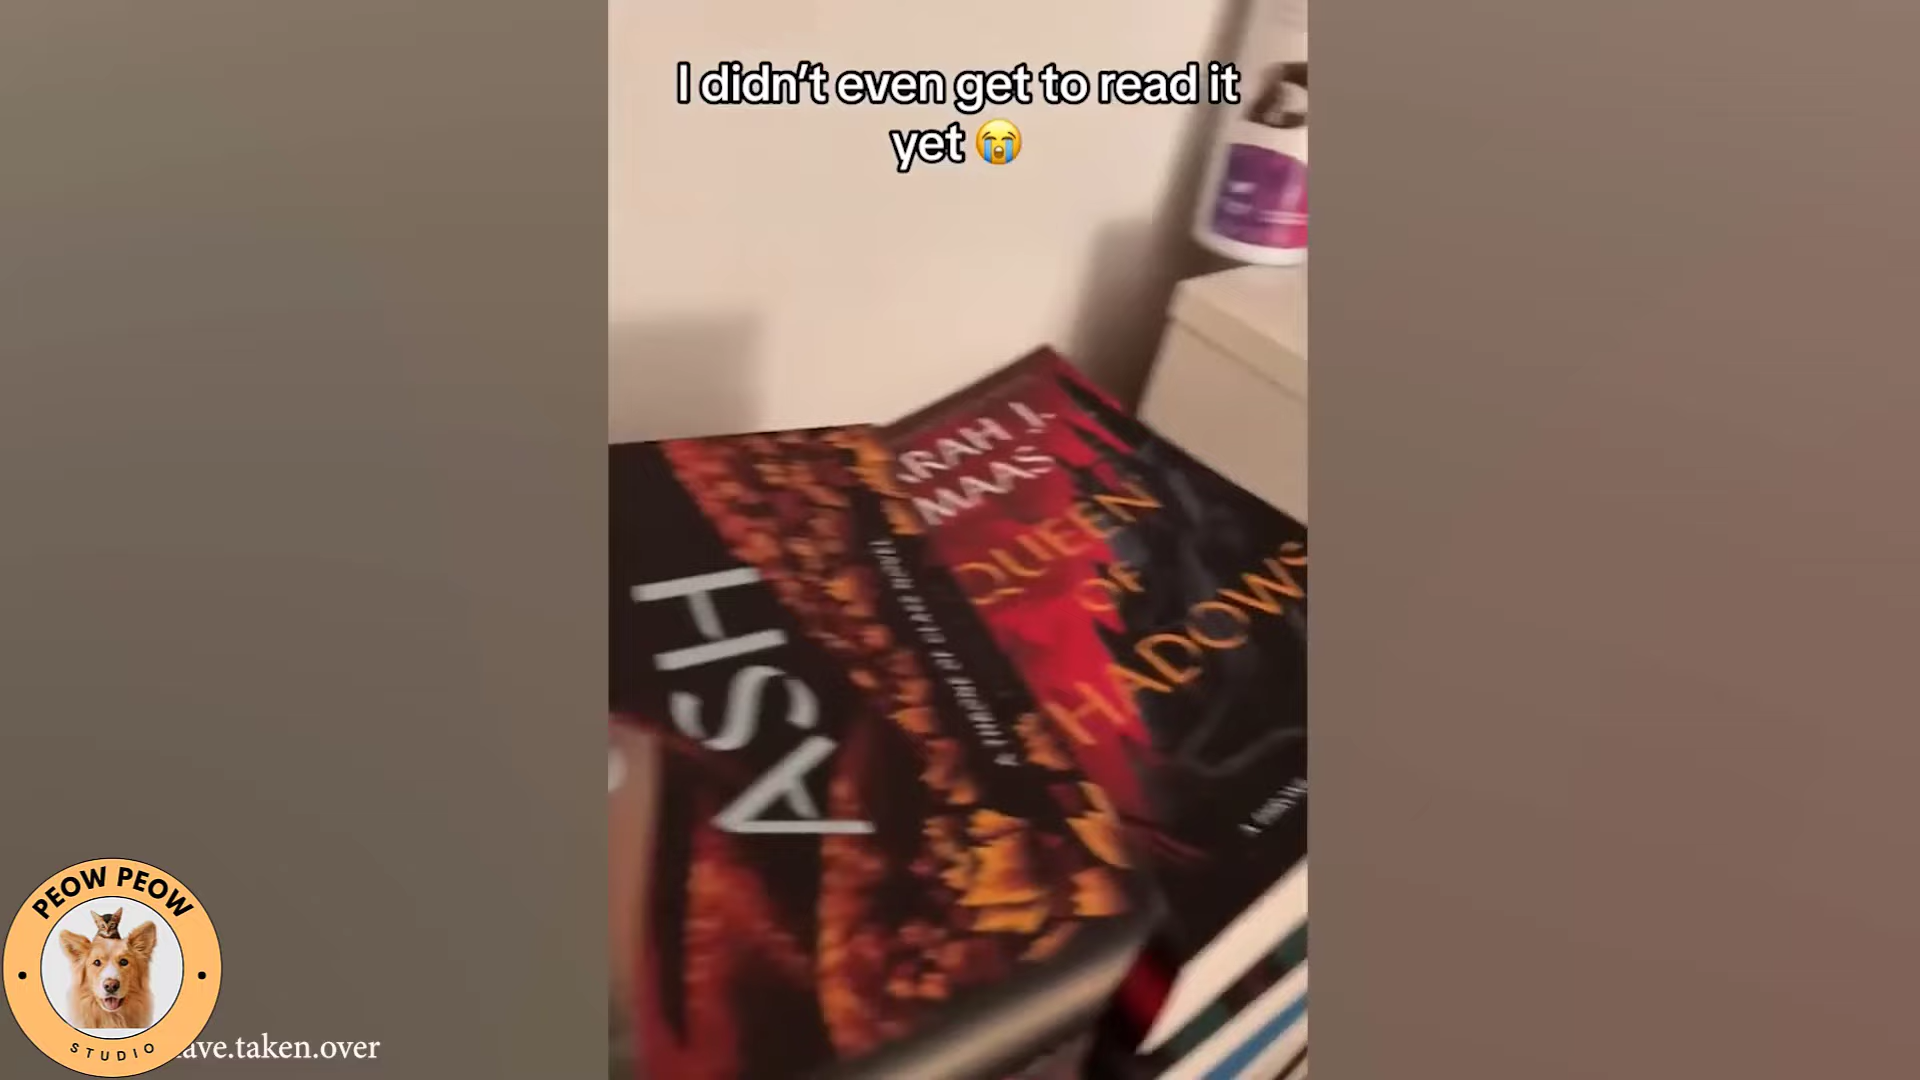 I didn't even get to read it
yet 😭
RAH J.
MAAS
QUEEN
OF
HADOWS
ASH
PEOW PEOW
STUDIO
ave.taken.over